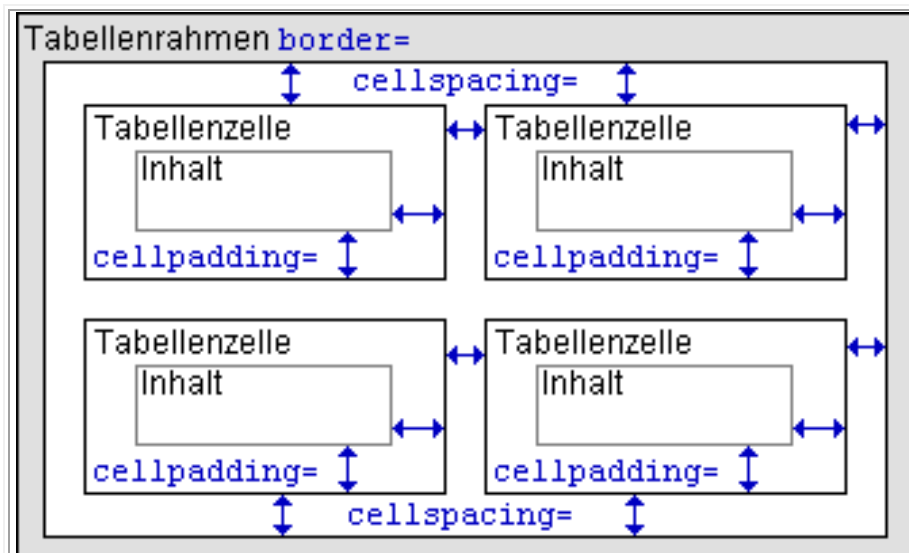 Tabellenrahmen border=
cellspacing=
Tabellenzelle Tabellenzelle
Inhalt Inhalt
cellpadding= cellpadding=
Tabellenzelle Tabellenzelle
Inhalt Inhalt
cellpadding= cellpadding=
cellspacing=